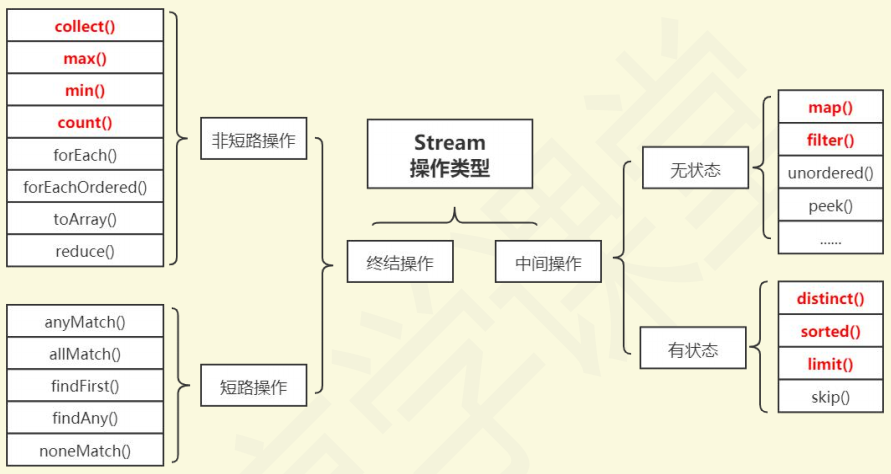 Stream
操作类型
终结操作
中间操作
非短路操作
collect()
max()
min()
count()
forEach()
forEachOrdered()
toArray()
reduce()
短路操作
anyMatch()
allMatch()
findFirst()
findAny()
noneMatch()
无状态
map()
filter()
unordered()
peek()
......
有状态
distinct()
sorted()
limit()
skip()